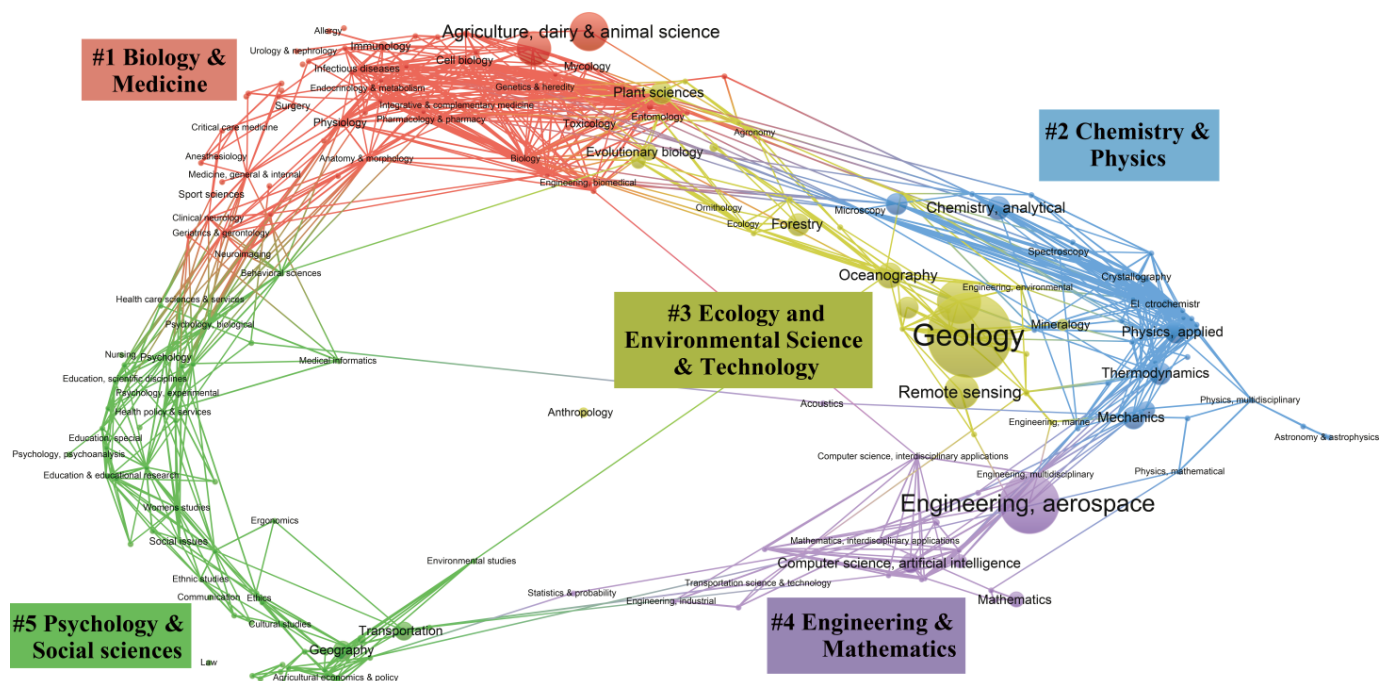 #1 Biology &
Medicine
Allergy
Urology & nephrology
Immunology
Agriculture, dairy & animal science
Infectious diseases
Cell biology
Mycology
Endocrinology & metabolism
Genetics & heredity
Plant sciences
Surgery
Integrative & complementary medicine
Critical care medicine
Physiology
Pharmacology & pharmacy
Toxicology
Entomology
Agronomy
Anesthesiology
Anatomy & morphology
Biology
Evolutionary biology
Medicine, general & internal
Engineering, biomedical
Sport sciences
Clinical neurology
Geriatrics & gerontology
Neuroimaging
Behavioral sciences
#2 Chemistry &
Physics
Ornithology
Ecology
Forestry
Microscopy
Chemistry, analytical
Spectroscopy
Oceanography
Crystallography
Engineering, environmental
El ctrochemistr
Geology
Mineralogy
Physics, applied
Remote sensing
Thermodynamics
#3 Ecology and
Environmental Science
& Technology
Health care sciences & services
Psychology, biological
Nursing
Psychology
Medical informatics
Education, scientific disciplines
Psychology, experimental
Health policy & services
Anthropology
Acoustics
Mechanics
Physics, multidisciplinary
Engineering, marine
Astronomy & astrophysics
Education, special
Psychology, psychoanalysis
Education & educational research
Computer science, interdisciplinary applications
Engineering, multidisciplinary
Physics, mathematical
Womens studies
Ergonomics
Social issues
Engineering, aerospace
Mathematics, interdisciplinary applications
Environmental studies
Computer science, artificial intelligence
Ethnic studies
Transportation science & technology
Communication
Ethics
Statistics & probability
Engineering, industrial
Mathematics
Cultural studies
#5 Psychology &
Social sciences
Transportation
Geography
Law
Agricultural economics & policy
#4 Engineering &
Mathematics